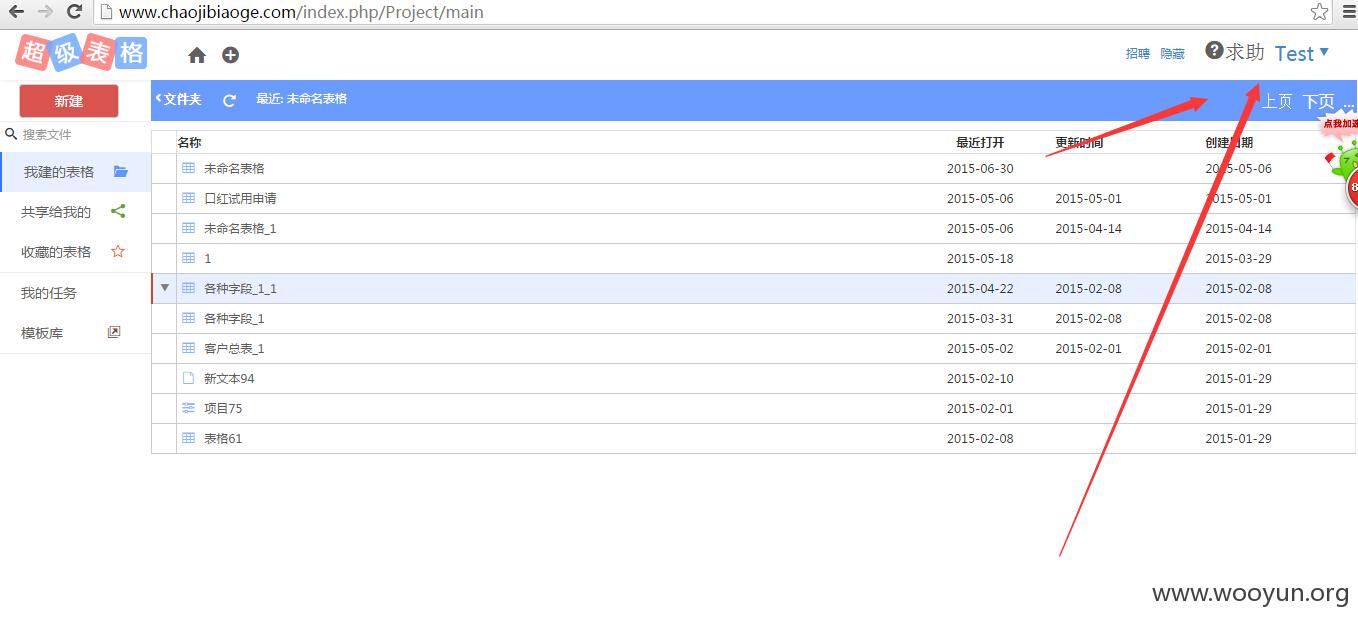 www.chaojibiaoge.com/index.php/Project/main
超级表格 招聘 隐藏 ?求助 Test
新建 文件夹 最近: 未命名表格 上页 下页 ...
点我加速
搜索文件
名称 最近打开 更新时间 创建日期
未命名表格 2015-06-30 2015-05-06
我建的表格
口红试用申请 2015-05-06 2015-05-01 2015-05-01
共享给我的
未命名表格_1 2015-05-06 2015-04-14 2015-04-14
收藏的表格
1 2015-05-18 2015-03-29
我的任务
各种字段_1_1 2015-04-22 2015-02-08 2015-02-08
各种字段_1 2015-03-31 2015-02-08 2015-02-08
模板库
客户总表_1 2015-05-02 2015-02-01 2015-02-01
新文本94 2015-02-10 2015-01-29
项目75 2015-02-01 2015-01-29
表格61 2015-02-08 2015-01-29
www.wooyun.org